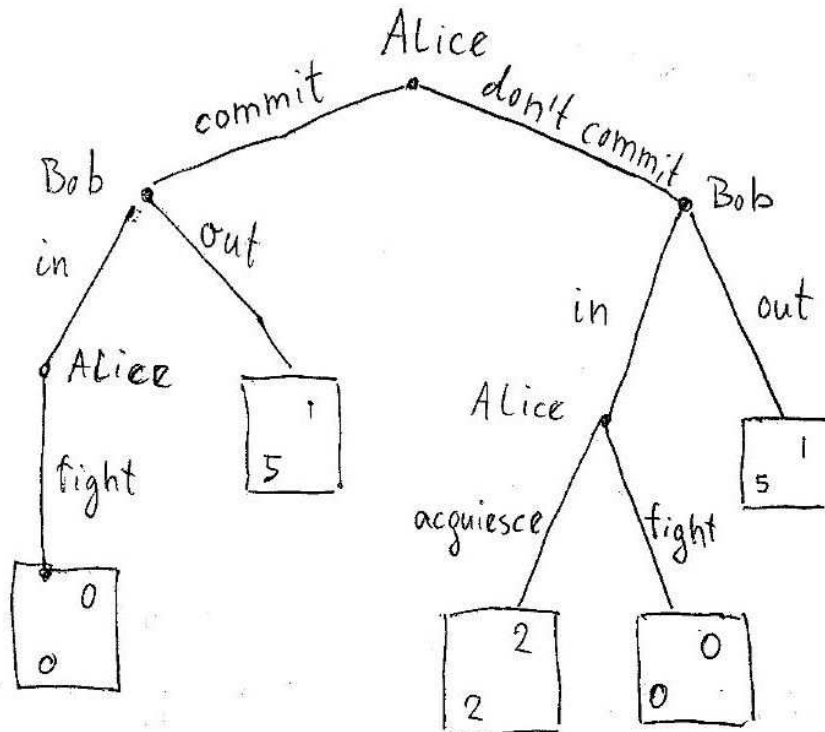 Alice
commit
don't commit
Bob
Bob
in
out
in
out
Alice
Alice
1
5
1
5
fight
acquiesce
fight
0
0
2
2
0
0